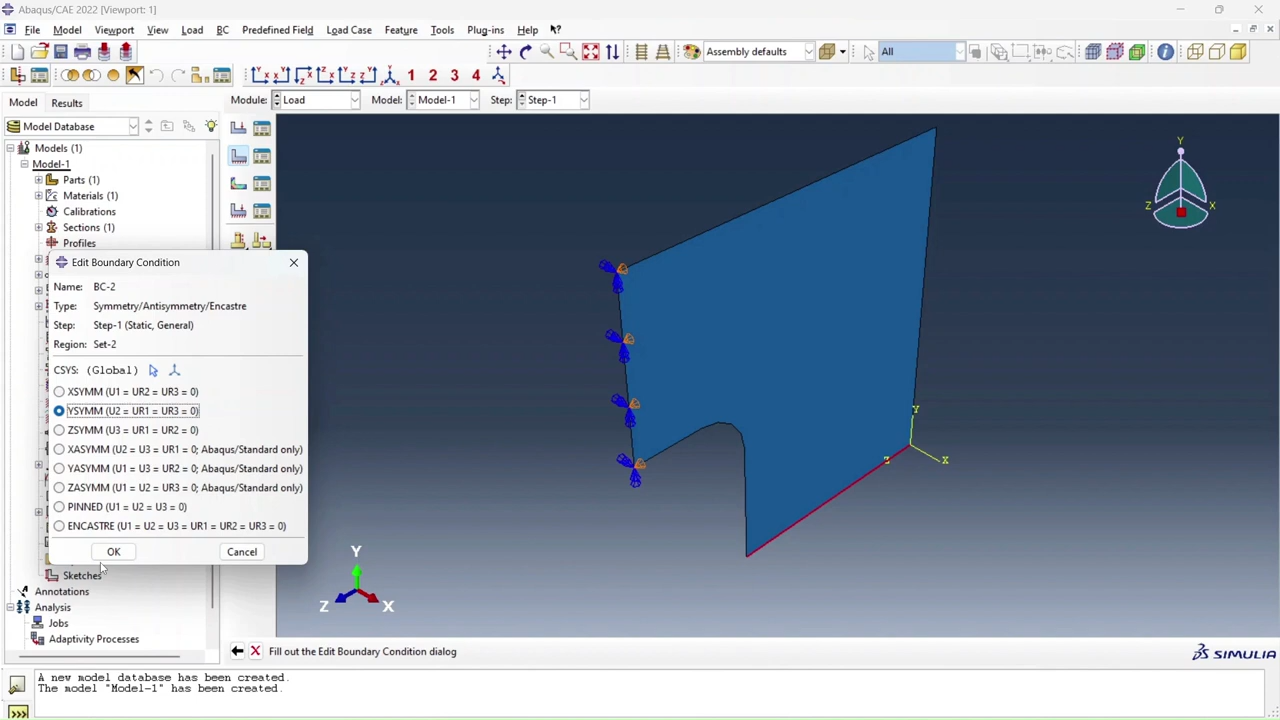 Abaqus/CAE 2022 [Viewport: 1]
File Model Viewport View Load BC Predefined Field Load Case Feature Tools Plug-ins Help
Assembly defaults
All
1 2 3 4
Model Results
Module: Load Model: Model-1 Step: Step-1
Model Database
Models (1)
Model-1
Parts (1)
Materials (1)
Calibrations
Sections (1)
Profiles
Edit Boundary Condition
Name: BC-2
Type: Symmetry/Antisymmetry/Encastre
Step: Step-1 (Static, General)
Region: Set-2
CSYS: (Global)
XSYMM (U1 = UR2 = UR3 = 0)
YSYMM (U2 = UR1 = UR3 = 0)
ZSYMM (U3 = UR1 = UR2 = 0)
XASYMM (U2 = U3 = UR1 = 0; Abaqus/Standard only)
YASYMM (U1 = U3 = UR2 = 0; Abaqus/Standard only)
ZASYMM (U1 = U2 = UR3 = 0; Abaqus/Standard only)
PINNED (U1 = U2 = U3 = 0)
ENCASTRE (U1 = U2 = U3 = UR1 = UR2 = UR3 = 0)
OK Cancel
Sketches
Annotations
Analysis
Jobs
Adaptivity Processes
Y
Z X
Y
Z X
Y
Z X
Fill out the Edit Boundary Condition dialog
SIMULIA
A new model database has been created.
The model "Model-1" has been created.
>>>